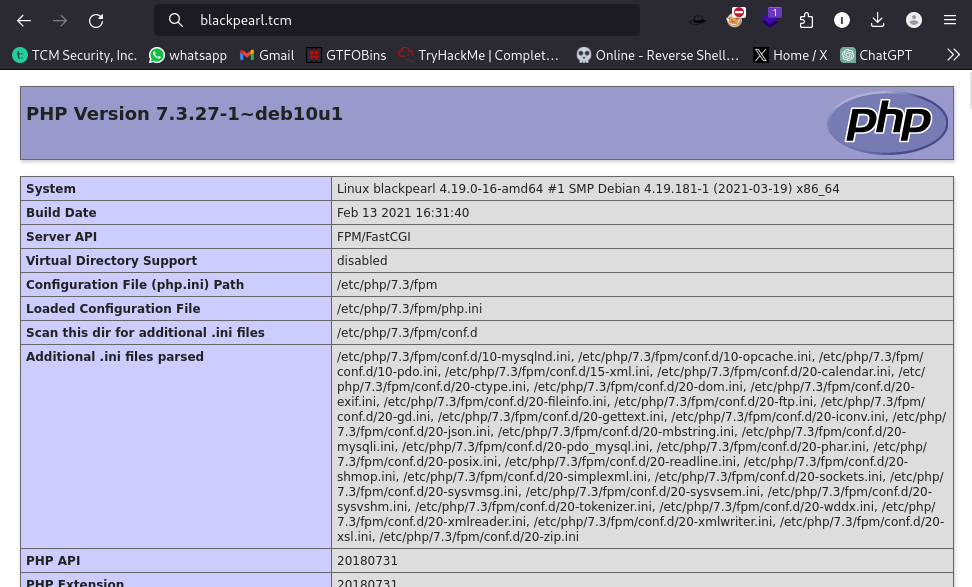 blackpearl.tcm
1
TCM Security, Inc. whatsapp Gmail GTFOBins TryHackMe | Complet… Online - Reverse Shell… Home / X ChatGPT
PHP Version 7.3.27-1~deb10u1
php
System Linux blackpearl 4.19.0-16-amd64 #1 SMP Debian 4.19.181-1 (2021-03-19) x86_64
Build Date Feb 13 2021 16:31:40
Server API FPM/FastCGI
Virtual Directory Support disabled
Configuration File (php.ini) Path /etc/php/7.3/fpm
Loaded Configuration File /etc/php/7.3/fpm/php.ini
Scan this dir for additional .ini files /etc/php/7.3/fpm/conf.d
Additional .ini files parsed /etc/php/7.3/fpm/conf.d/10-mysqlnd.ini, /etc/php/7.3/fpm/conf.d/10-opcache.ini, /etc/php/7.3/fpm/
conf.d/10-pdo.ini, /etc/php/7.3/fpm/conf.d/15-xml.ini, /etc/php/7.3/fpm/conf.d/20-calendar.ini, /etc/
php/7.3/fpm/conf.d/20-ctype.ini, /etc/php/7.3/fpm/conf.d/20-dom.ini, /etc/php/7.3/fpm/conf.d/20-
exif.ini, /etc/php/7.3/fpm/conf.d/20-fileinfo.ini, /etc/php/7.3/fpm/conf.d/20-ftp.ini, /etc/php/7.3/fpm/
conf.d/20-gd.ini, /etc/php/7.3/fpm/conf.d/20-gettext.ini, /etc/php/7.3/fpm/conf.d/20-iconv.ini, /etc/php/
7.3/fpm/conf.d/20-json.ini, /etc/php/7.3/fpm/conf.d/20-mbstring.ini, /etc/php/7.3/fpm/conf.d/20-
mysqli.ini, /etc/php/7.3/fpm/conf.d/20-pdo_mysql.ini, /etc/php/7.3/fpm/conf.d/20-phar.ini, /etc/php/
7.3/fpm/conf.d/20-posix.ini, /etc/php/7.3/fpm/conf.d/20-readline.ini, /etc/php/7.3/fpm/conf.d/20-
shmop.ini, /etc/php/7.3/fpm/conf.d/20-simplexml.ini, /etc/php/7.3/fpm/conf.d/20-sockets.ini, /etc/php/
7.3/fpm/conf.d/20-sysvmsg.ini, /etc/php/7.3/fpm/conf.d/20-sysvsem.ini, /etc/php/7.3/fpm/conf.d/20-
sysvshm.ini, /etc/php/7.3/fpm/conf.d/20-tokenizer.ini, /etc/php/7.3/fpm/conf.d/20-wddx.ini, /etc/php/
7.3/fpm/conf.d/20-xmlreader.ini, /etc/php/7.3/fpm/conf.d/20-xmlwriter.ini, /etc/php/7.3/fpm/conf.d/20-
xsl.ini, /etc/php/7.3/fpm/conf.d/20-zip.ini
PHP API 20180731
PHP Extension 20180731